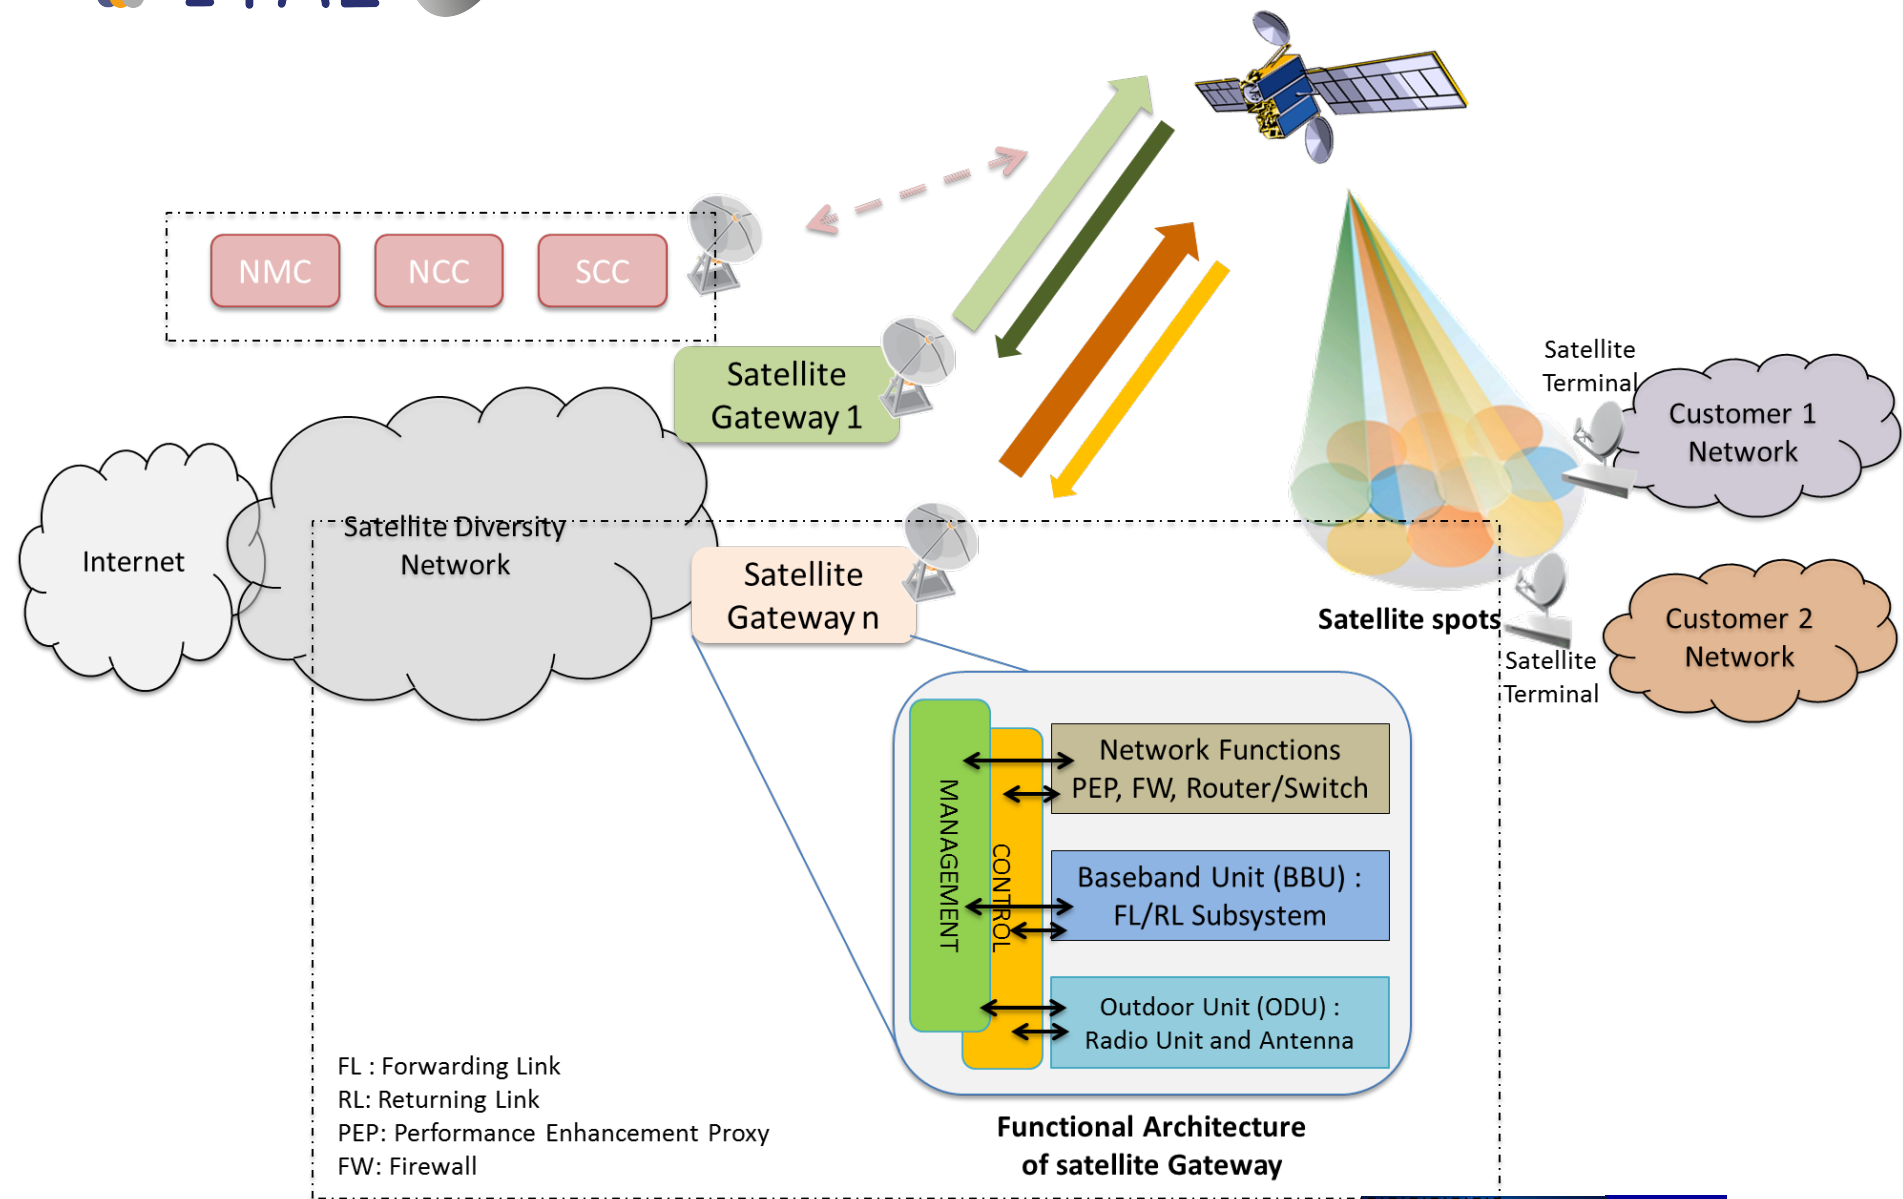 NMC
NCC
SCC
Satellite
Gateway 1
Satellite
Terminal
Customer 1
Network
Internet
Satellite Diversity
Network
Satellite
Gateway n
Satellite spots
Customer 2
Network
Satellite
Terminal
MANAGEMENT
CONTROL
Network Functions
PEP, FW, Router/Switch
Baseband Unit (BBU) :
FL/RL Subsystem
Outdoor Unit (ODU) :
Radio Unit and Antenna
FL : Forwarding Link
RL: Returning Link
PEP: Performance Enhancement Proxy
FW: Firewall
Functional Architecture
of satellite Gateway